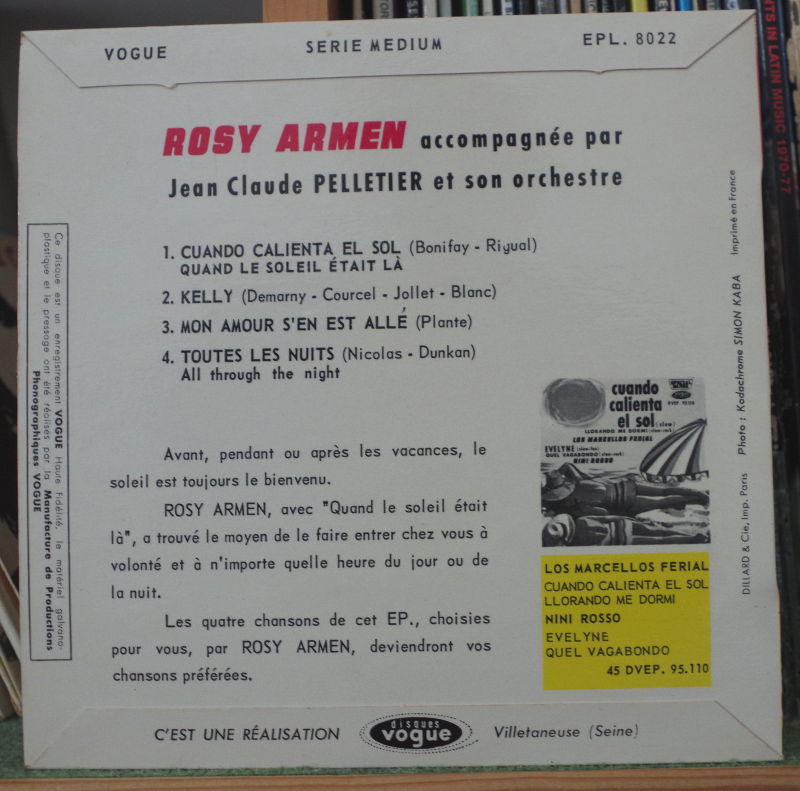 VOGUE SERIE MEDIUM EPL. 8022
ROSY ARMEN accompagnée par
Jean Claude PELLETIER et son orchestre
1. CUANDO CALIENTA EL SOL (Bonifay - Rigual)
QUAND LE SOLEIL ÉTAIT LÀ
2. KELLY (Demarny - Courcel - Jollet - Blanc)
3. MON AMOUR S'EN EST ALLÉ (Plante)
4. TOUTES LES NUITS (Nicolas - Dunkan)
All through the night
Avant, pendant ou après les vacances, le
soleil est toujours le bienvenu.
ROSY ARMEN, avec "Quand le soleil était
là", a trouvé le moyen de le faire entrer chez vous à
volonté et à n'importe quelle heure du jour ou de
la nuit.
Les quatre chansons de cet EP., choisies
pour vous, par ROSY ARMEN, deviendront vos
chansons préférées.
Ce disque est un enregistrement VOGUE Haute Fidélité, le matériel galvano-
plastique et le pressage ont été réalisés par la Manufacture de Productions
Phonographiques VOGUE
cuando
calienta
el sol (slow)
LLORANDO ME DORMI (slow-rock)
LOS MARCELLOS FERIAL
EVELYNE (slow-fox)
QUEL VAGABONDO (slow-rock)
NINI ROSSO
LOS MARCELLOS FERIAL
CUANDO CALIENTA EL SOL
LLORANDO ME DORMI
NINI ROSSO
EVELYNE
QUEL VAGABONDO
45 DVEP. 95.110
DILLARD & Cie, Imp. Paris Photo : Kodachrome SIMON KABA Imprimé en France
C'EST UNE RÉALISATION disques vogue Villetaneuse (Seine)
IN LATIN MUSIC 1970-77